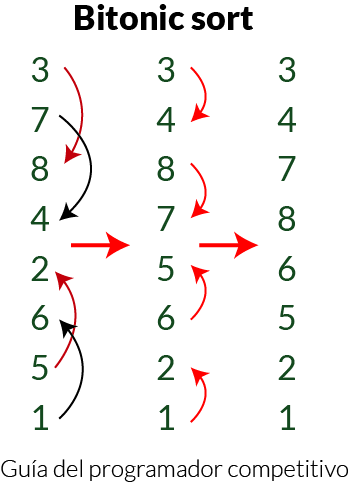 Bitonic sort
3 3 3
7 4 4
8 8 7
4 7 8
2 5 6
6 6 5
5 2 2
1 1 1
Guía del programador competitivo